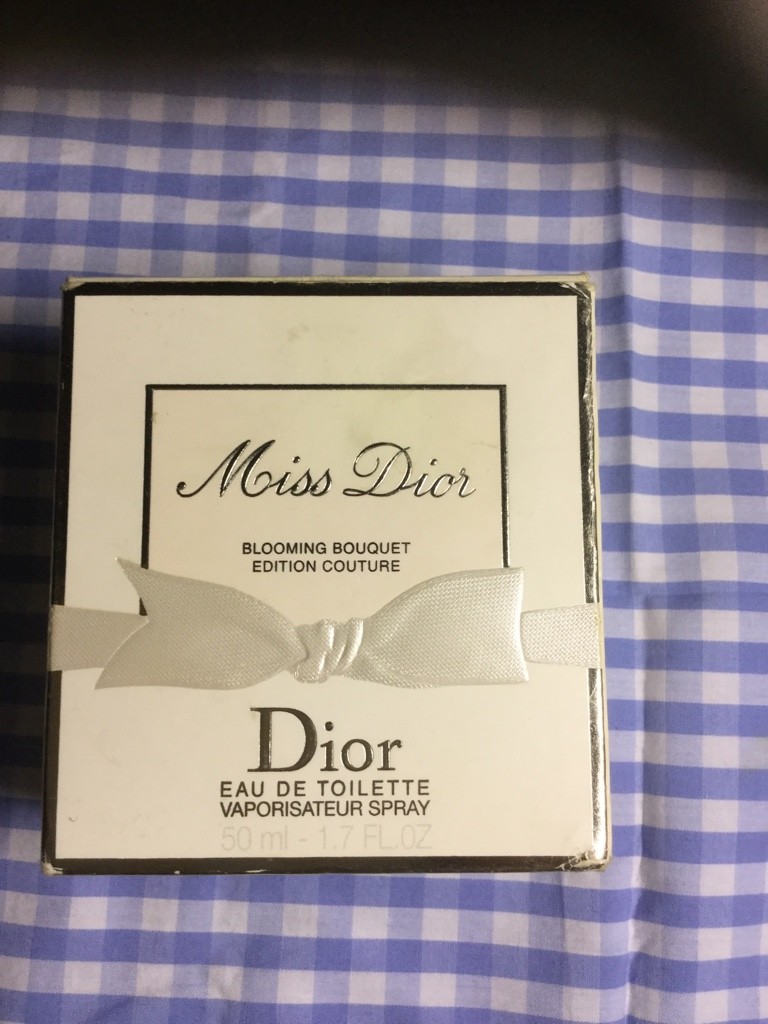 Miss Dior
BLOOMING BOUQUET
EDITION COUTURE
Dior
EAU DE TOILETTE
VAPORISATEUR SPRAY
50 ml - 1.7 FL.OZ